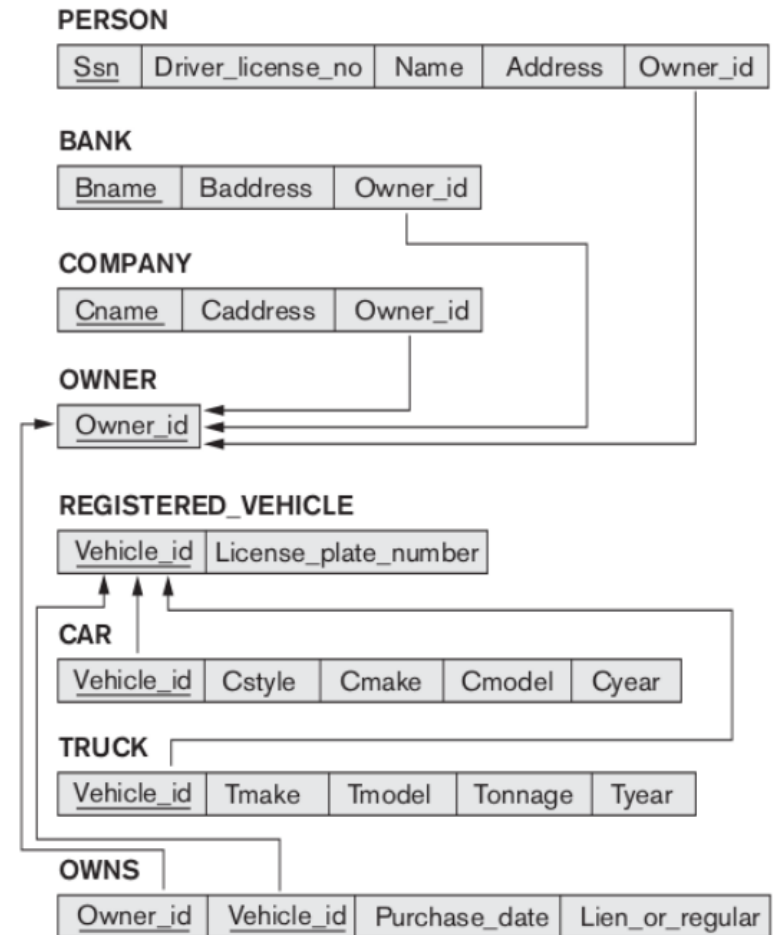 PERSON
Ssn Driver_license_no Name Address Owner_id
BANK
Bname Baddress Owner_id
COMPANY
Cname Caddress Owner_id
OWNER
Owner_id
REGISTERED_VEHICLE
Vehicle_id License_plate_number
CAR
Vehicle_id Cstyle Cmake Cmodel Cyear
TRUCK
Vehicle_id Tmake Tmodel Tonnage Tyear
OWNS
Owner_id Vehicle_id Purchase_date Lien_or_regular